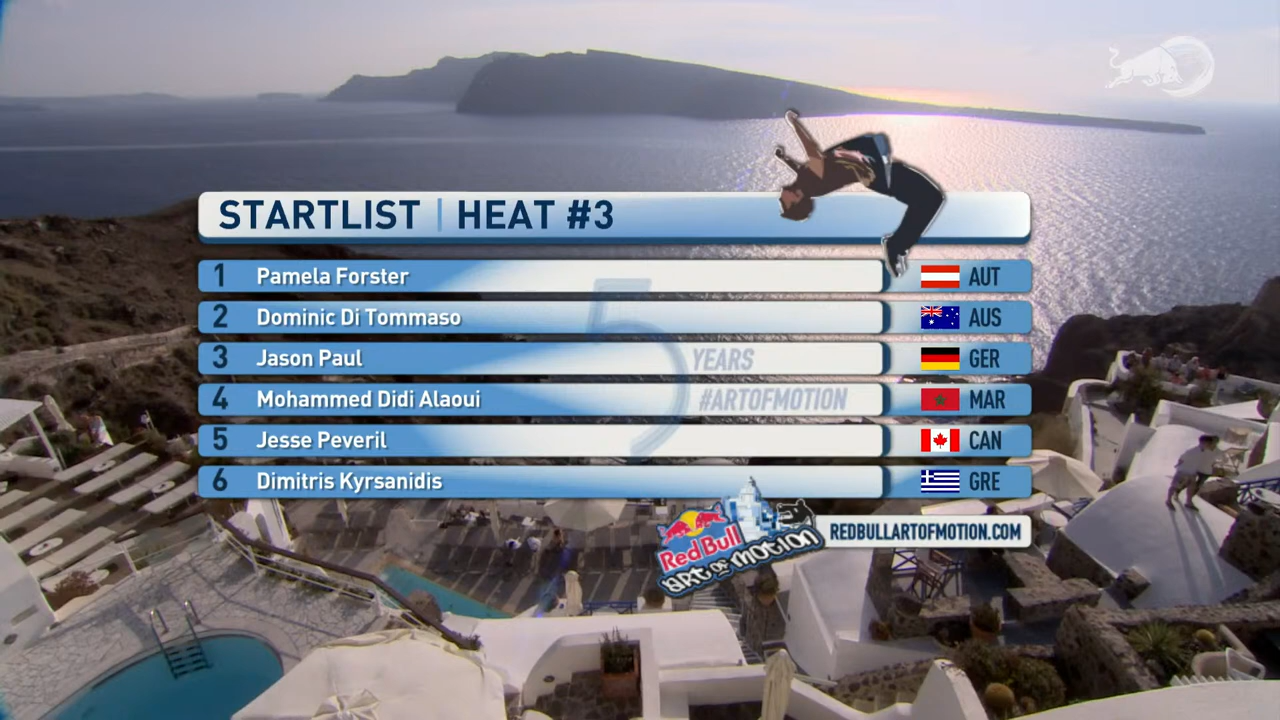 STARTLIST | HEAT #3
1 Pamela Forster AUT
2 Dominic Di Tommaso AUS
3 Jason Paul GER
4 Mohammed Didi Alaoui MAR
5 Jesse Peveril CAN
6 Dimitris Kyrsanidis GRE
5 YEARS
#ARTOFMOTION
Red Bull
ART OF MOTION
REDBULLARTOFMOTION.COM